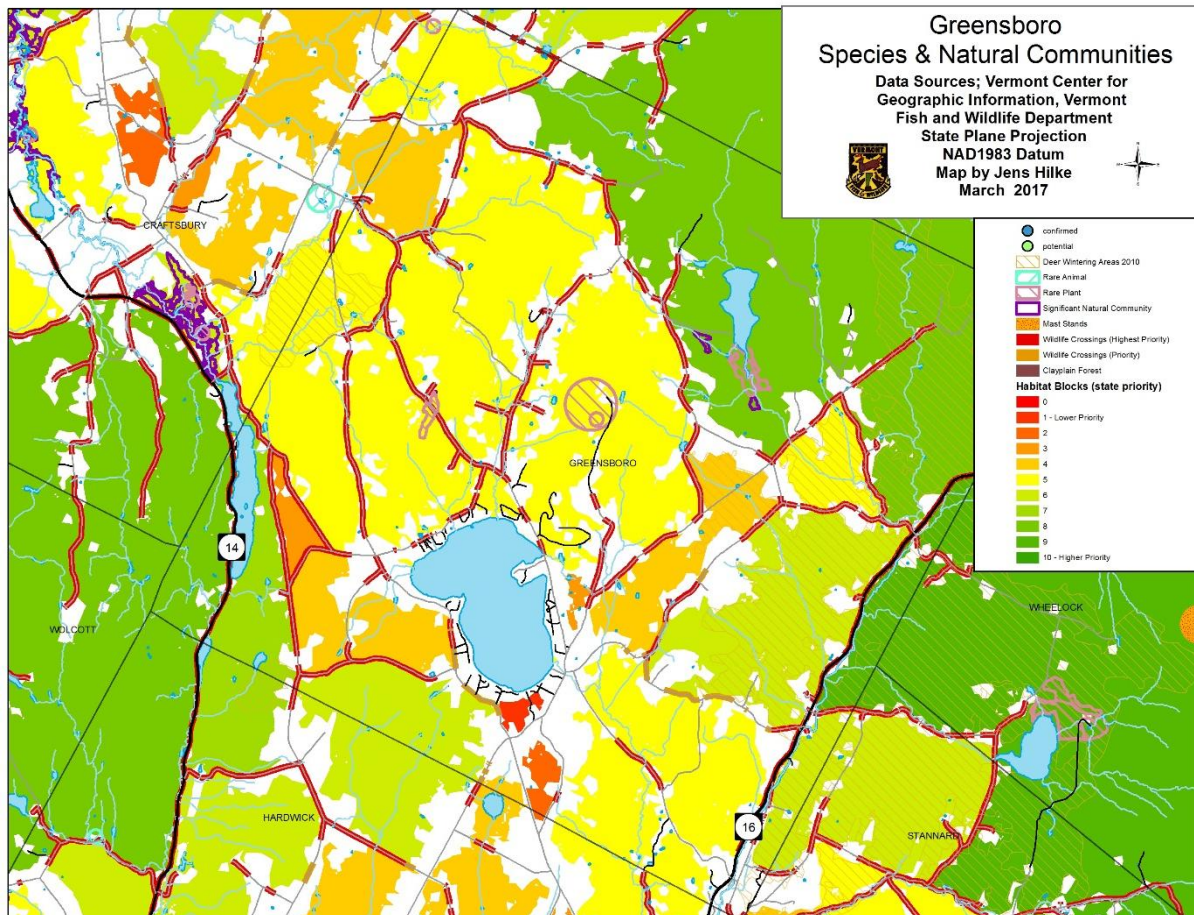 Greensboro
Species & Natural Communities
Data Sources; Vermont Center for
Geographic Information, Vermont
Fish and Wildlife Department
State Plane Projection
NAD1983 Datum
Map by Jens Hilke
March 2017
VERMONT
confirmed
potential
Deer Wintering Areas 2010
Rare Animal
Rare Plant
Significant Natural Community
Mast Stands
Wildlife Crossings (Highest Priority)
Wildlife Crossings (Priority)
Clayplain Forest
Habitat Blocks (state priority)
0
1 - Lower Priority
2
3
4
5
6
7
8
9
10 - Higher Priority
CRAFTSBURY
GREENSBORO
14
WHEELOCK
WOLCOTT
HARDWICK
16
STANNARD